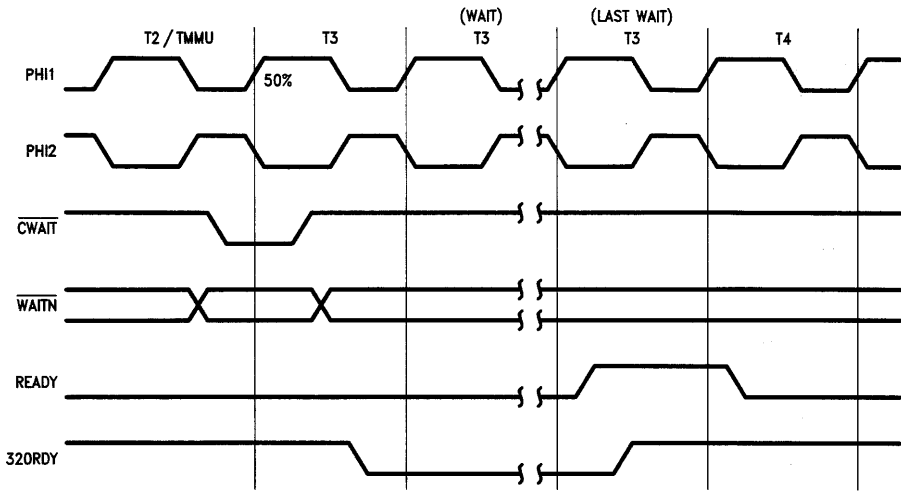 (WAIT) (LAST WAIT)
T2 / TMMU T3 T3 T3 T4
PHI1
50%
PHI2
CWAIT
WAITN
READY
320RDY